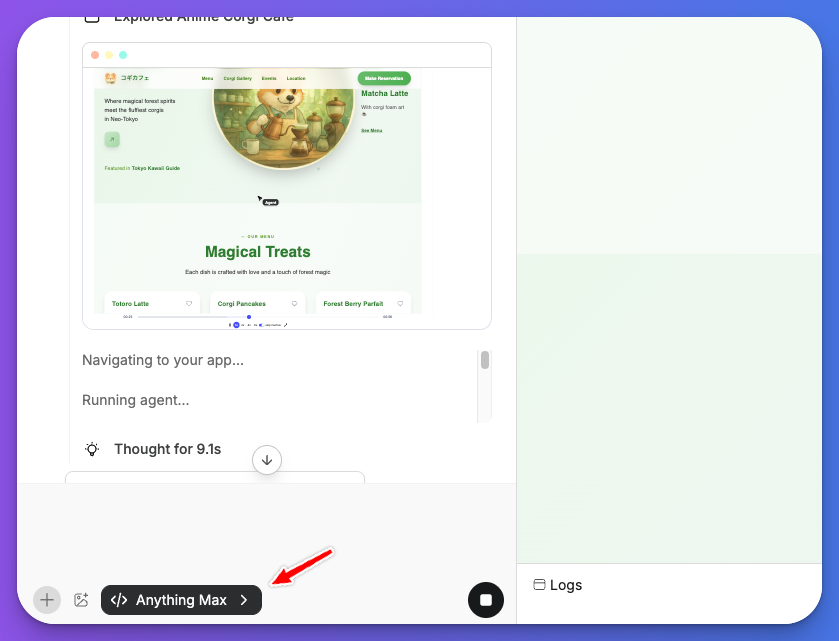 Explored Anime Corgi Cafe
コギカフェ
Menu
Corgi Gallery
Events
Location
Make Reservation
Where magical forest spirits
meet the fluffiest corgis
in Neo-Tokyo
Featured in Tokyo Kawaii Guide
Matcha Latte
With corgi foam art
See Menu
Agent
— OUR MENU
Magical Treats
Each dish is crafted with love and a touch of forest magic
Totoro Latte
Corgi Pancakes
Forest Berry Parfait
Navigating to your app...
Running agent...
Thought for 9.1s
</> Anything Max
Logs